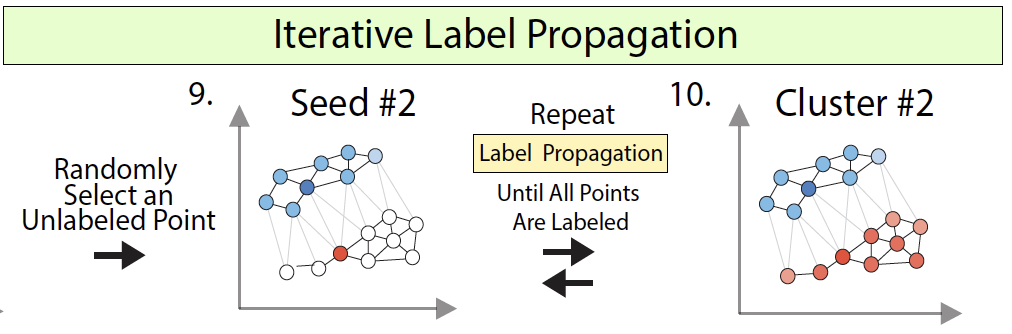 Iterative Label Propagation
Randomly
Select an
Unlabeled Point
9.
Seed #2
Repeat
Label Propagation
Until All Points
Are Labeled
10.
Cluster #2